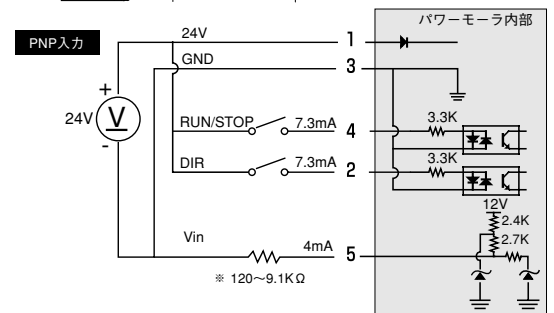 パワーモーラ内部
PNP入力
24V
1
GND
3
+
24V
V
-
RUN/STOP
7.3mA
4
3.3K
DIR
7.3mA
2
3.3K
12V
2.4K
2.7K
Vin
4mA
5
※ 120～9.1KΩ